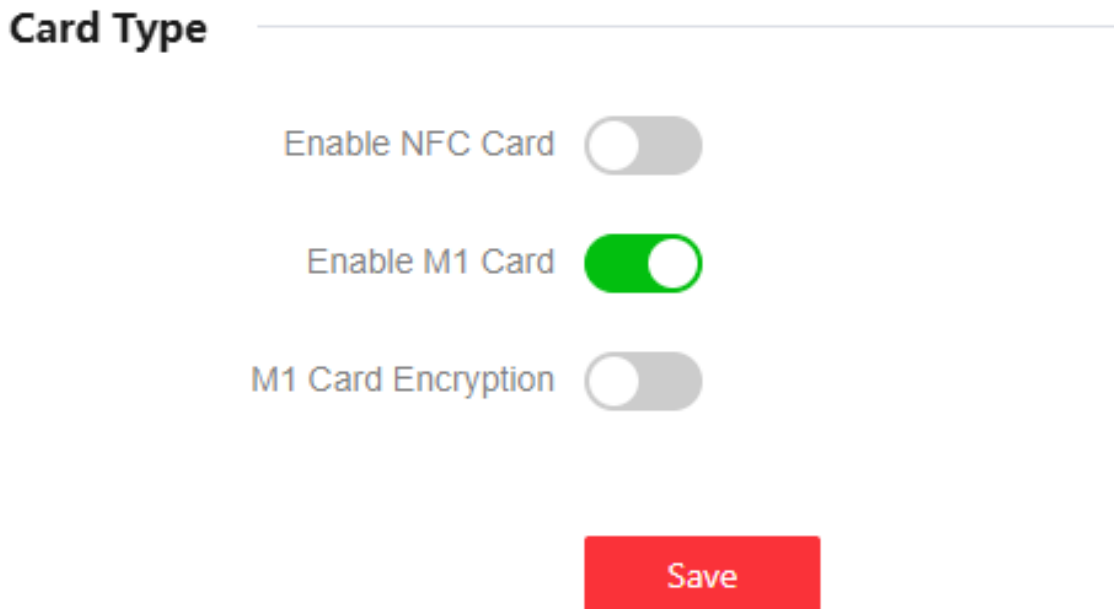 Card Type
Enable NFC Card
Enable M1 Card
M1 Card Encryption
Save